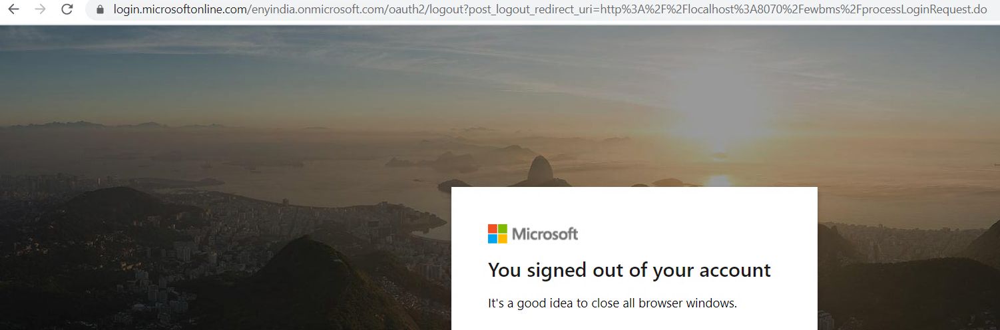 login.microsoftonline.com/enyindia.onmicrosoft.com/oauth2/logout?post_logout_redirect_uri=http%3A%2F%2Flocalhost%3A8070%2Fewbms%2FprocessLoginRequest.do
Microsoft
You signed out of your account
It's a good idea to close all browser windows.